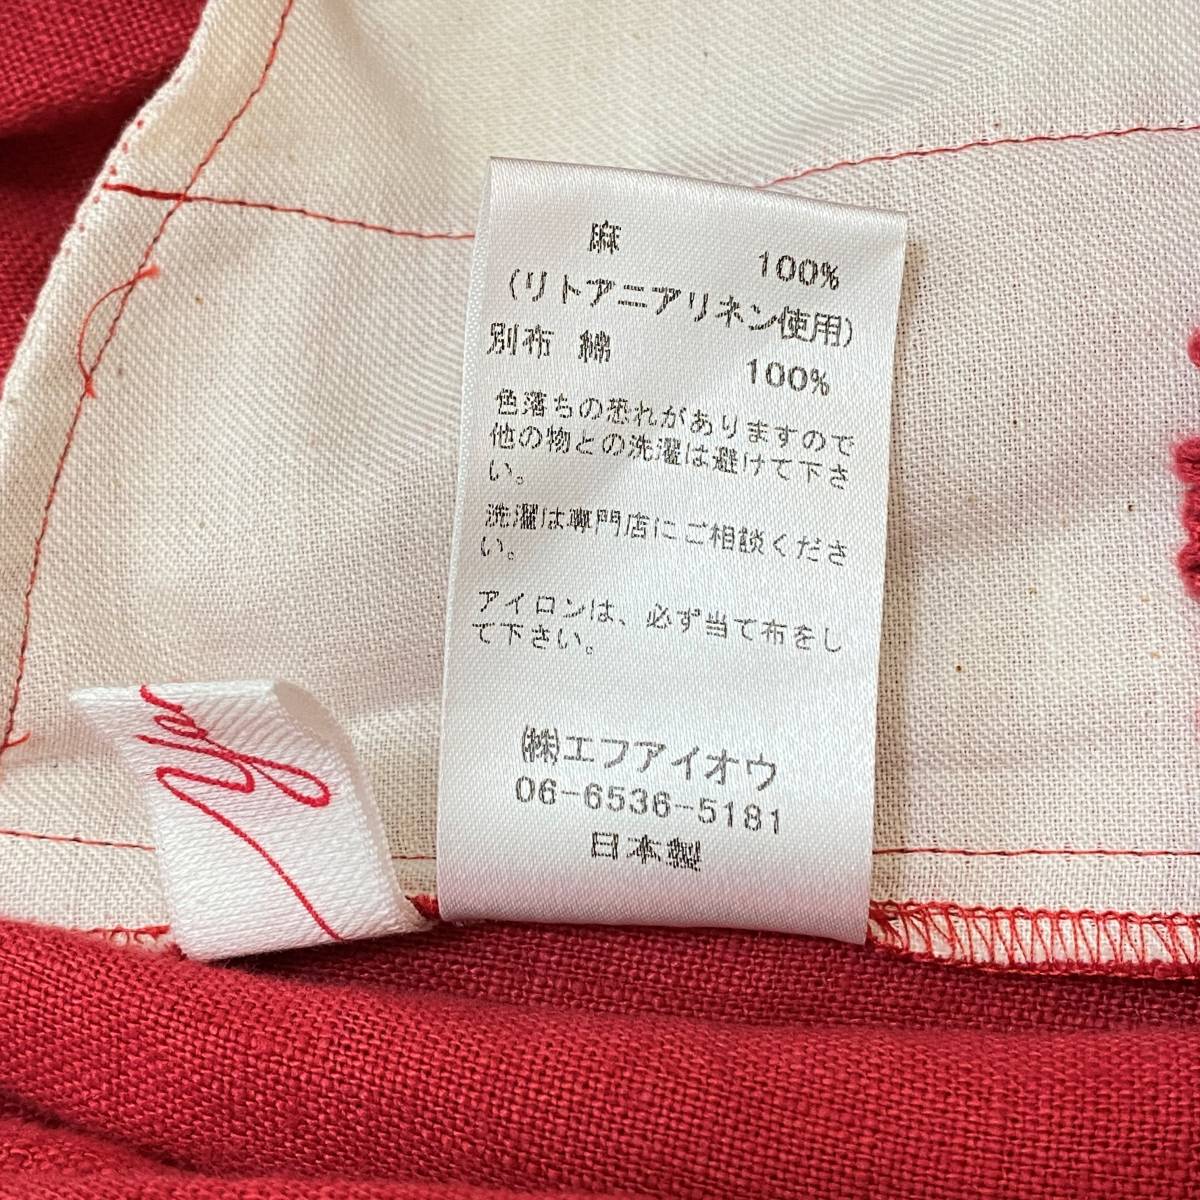 麻 100%
(リトアニアリネン使用)
別布 綿 100%
色落ちの恐れがありますので
他の物との洗濯は避けて下さ
い。
洗濯は専門店にご相談くださ
い。
アイロンは、必ず当て布をし
て下さい。
(株)エフアイオウ
06-6536-5181
日本製